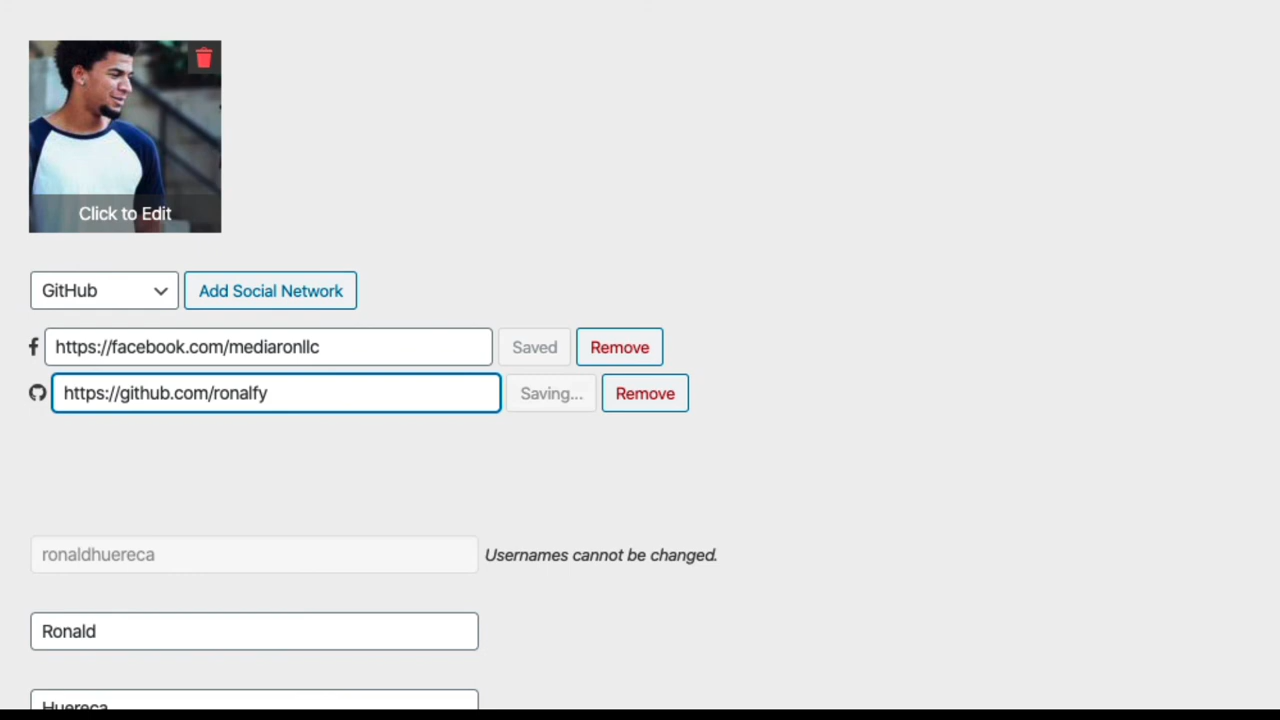 Click to Edit
GitHub Add Social Network
https://facebook.com/mediaronllc Saved Remove
https://github.com/ronalfy Saving... Remove
ronaldhuereca Usernames cannot be changed.
Ronald
Huereca